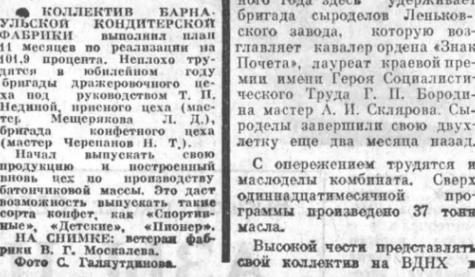 КОЛЛЕКТИВ БАРНА-
УЛЬСКОЙ КОНДИТЕРСКОЙ
ФАБРИКИ выполнил план
11 месяцев по реализации на
101,9 процента. Неплохо тру-
дятся в юбилейном году
бригады дражеровочного це-
ха под руководством Т. П.
Нединой, ирисного цеха (мас-
тер Мещерякова Л. Д.),
бригада конфетного цеха
(мастер Черепанов Н. Т.).
Начал выпускать свою
продукцию и построенный
вновь цех по производству
батончиковой массы. Это даст
возможность выпускать такие
сорта конфет, как «Спортив-
ные», «Детские», «Пионер».
НА СНИМКЕ: ветеран фаб-
рики В. Г. Москалева.
Фото С. Галяутдинова.
года здесь удерживает
бригада сыроделов Леньков-
ского завода, которую воз-
главляет кавалер ордена «Знак
Почета», лауреат краевой пре-
мии имени Героя Социалисти-
ческого Труда Г. П. Бороди-
на мастер А. И. Склярова. Сы-
роделы завершили свою двух-
летку еще два месяца назад.
С опережением трудятся и
маслоделы комбината. Сверх
одиннадцатимесячной про-
граммы произведено 37 тонн
масла.
Высокой чести представлять
свой коллектив на ВДНХ —